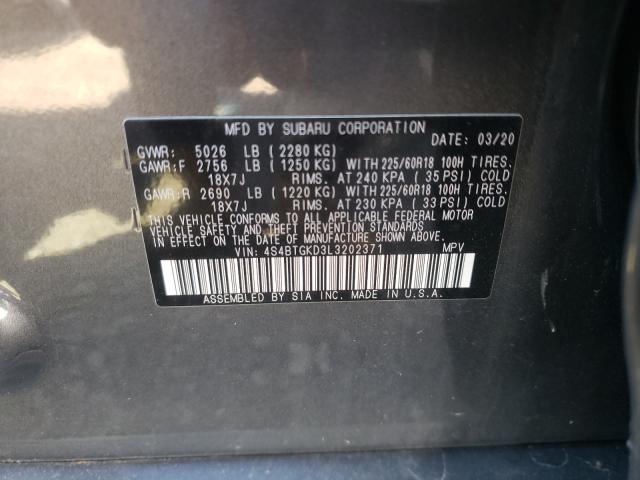 MFD BY SUBARU CORPORATION
DATE: 03/20
GVWR: 5026 LB (2280 KG)
GAWR:F 2756 LB (1250 KG) WITH 225/60R18 100H TIRES.
18X7J RIMS. AT 240 KPA (35 PSI) COLD
GAWR:R 2690 LB (1220 KG) WITH 225/60R18 100H TIRES.
18X7J RIMS. AT 230 KPA (33 PSI) COLD
THIS VEHICLE CONFORMS TO ALL APPLICABLE FEDERAL MOTOR
VEHICLE SAFETY, BUMPER, AND THEFT PREVENTION STANDARDS
IN EFFECT ON THE DATE OF MANUFACTURE SHOWN ABOVE.
VIN: 4S4BTGKD3L3202371 MPV
ASSEMBLED BY SIA INC. MADE IN U.S.A.